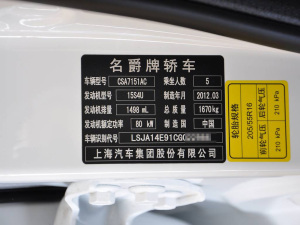 名爵牌轿车
车辆型号 CSA7151AC 乘坐人数 5
发动机型号 15S4U 制造年月 2012.03
发动机排量 1498 mL 总质量 1670kg
发动机额定功率 80 kW 制造国 中国
车辆识别代号 LSJA14E91CG
上海汽车集团股份有限公司
轮胎规格 205/55R16
前轮气压 210 kPa
后轮气压 210 kPa